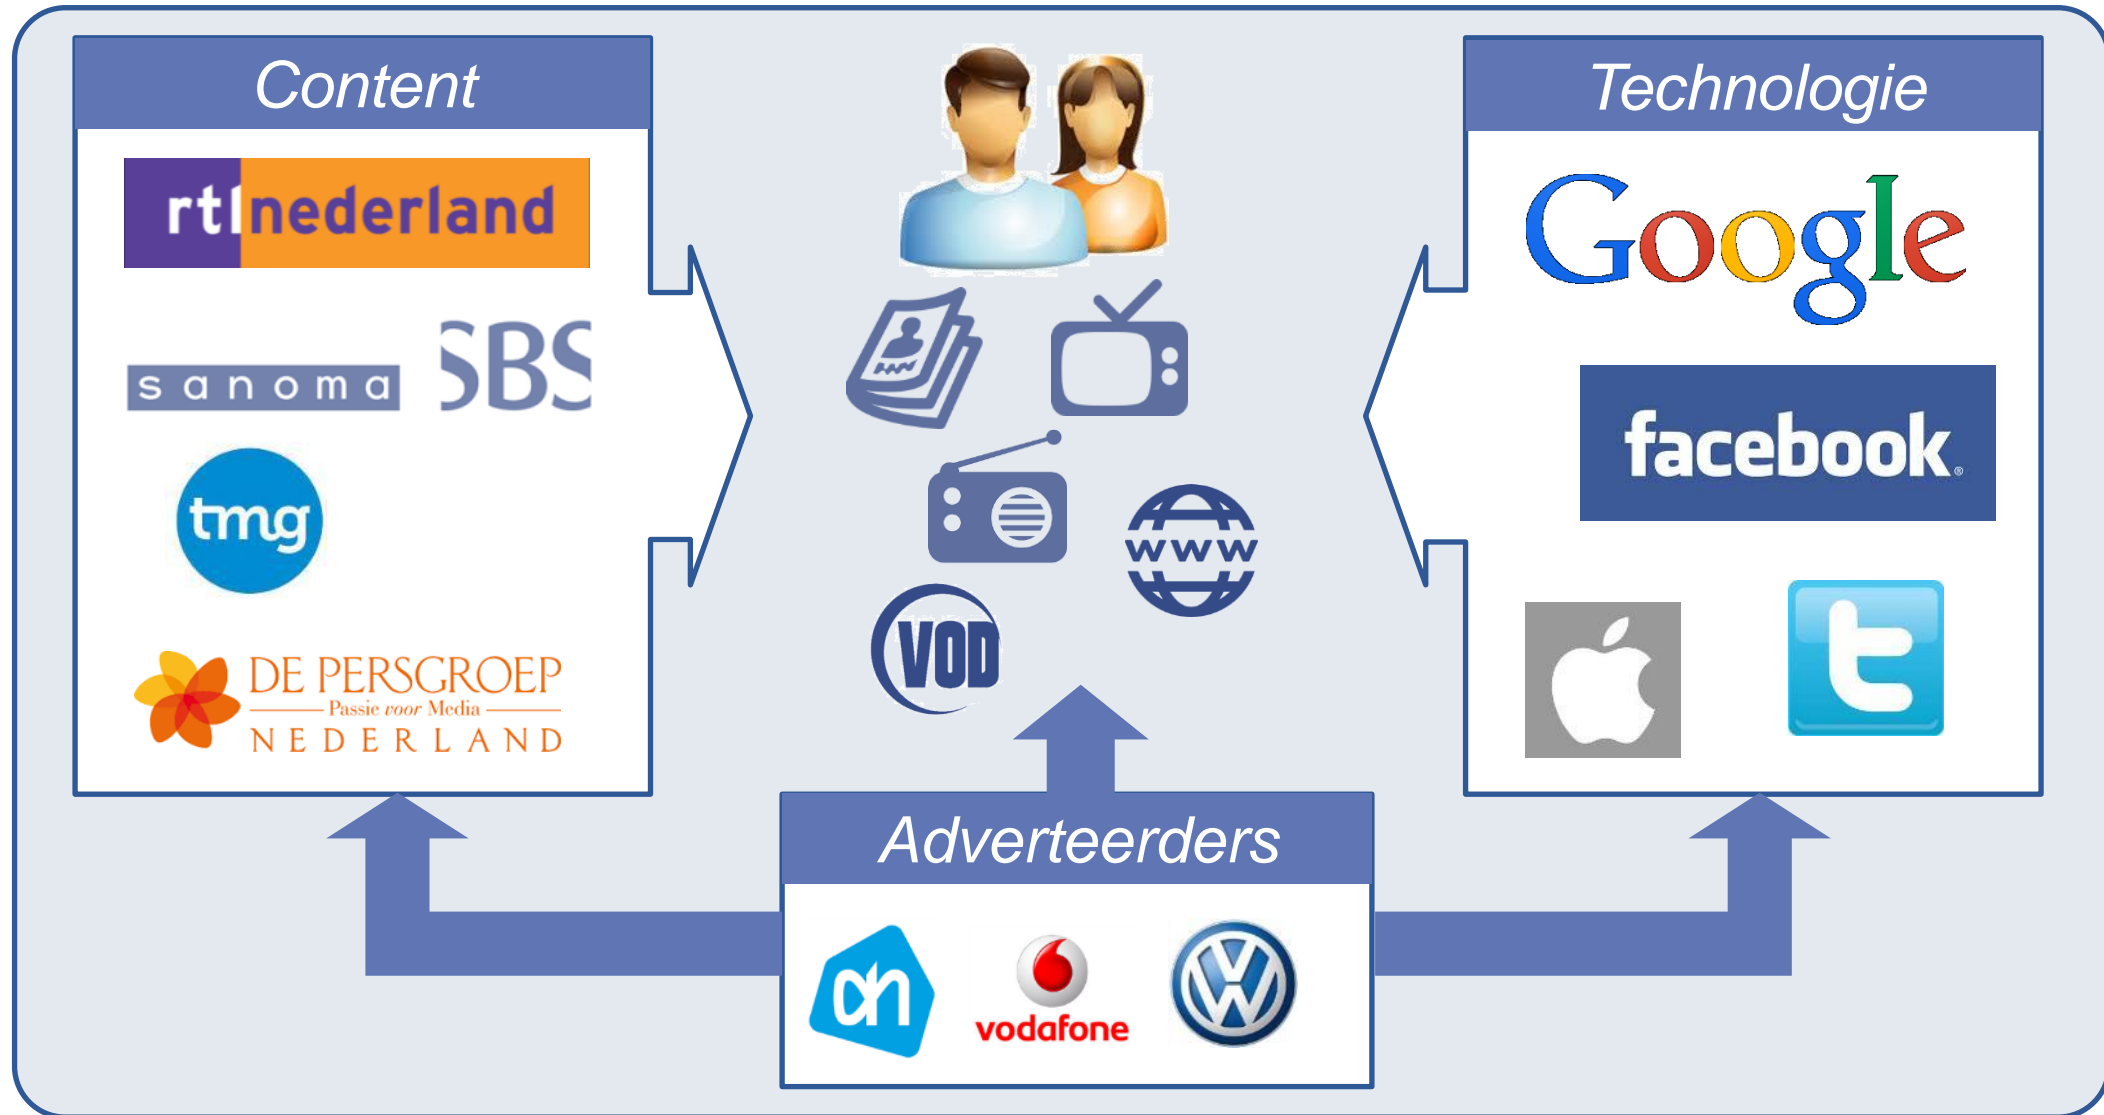 Content
rtlnederland
sanoma
SBS
tmg
DE PERSGROEP
Passie voor Media
NEDERLAND
WWW
VOD
Technologie
Google
facebook®
t
Adverteerders
ah
vodafone
VW